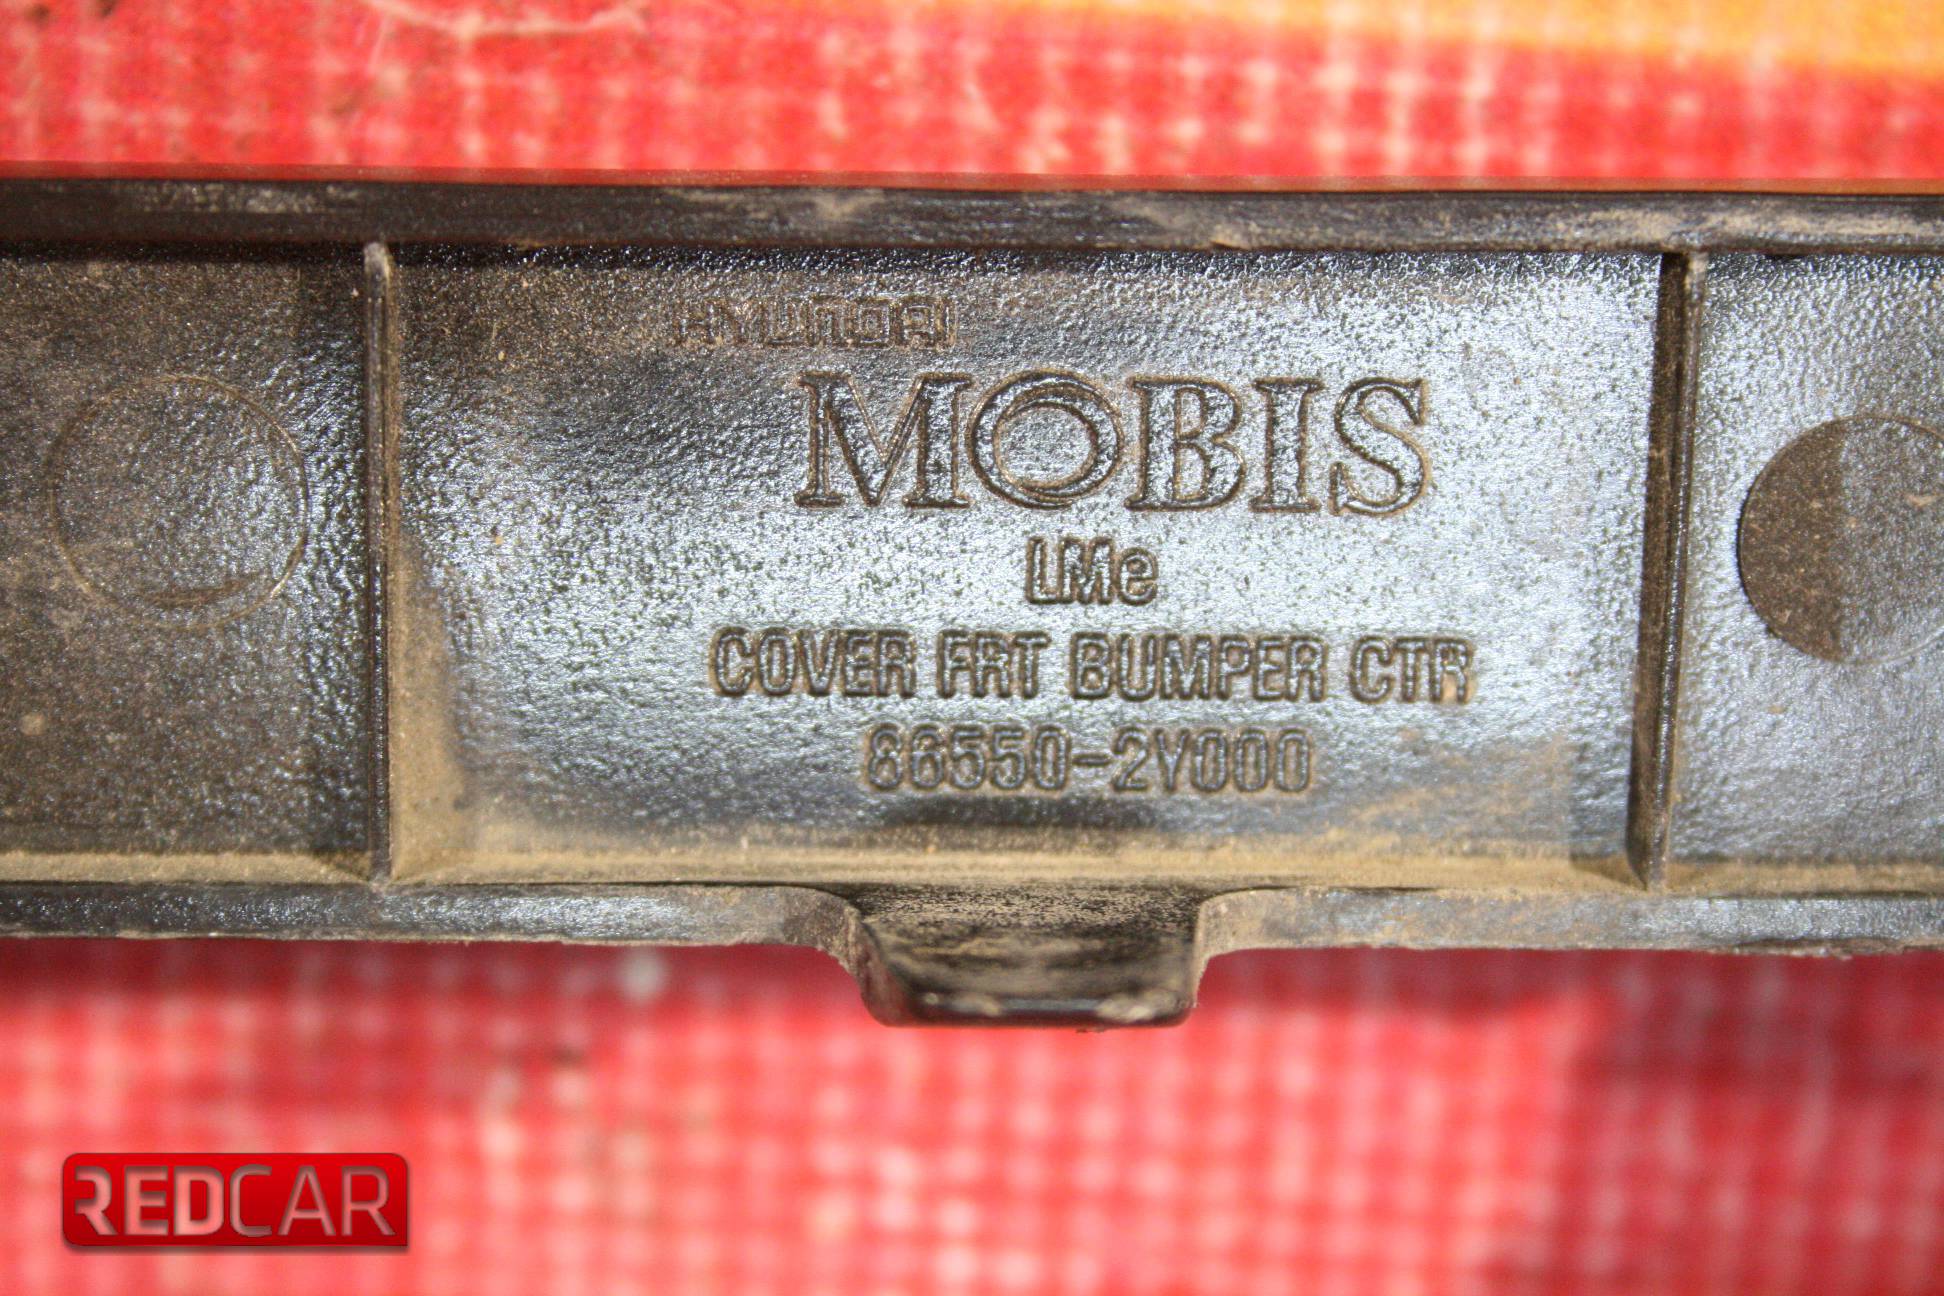 HYUNDAI
MOBIS
LMe
COVER FRT BUMPER CTR
86550-2Y000
REDCAR